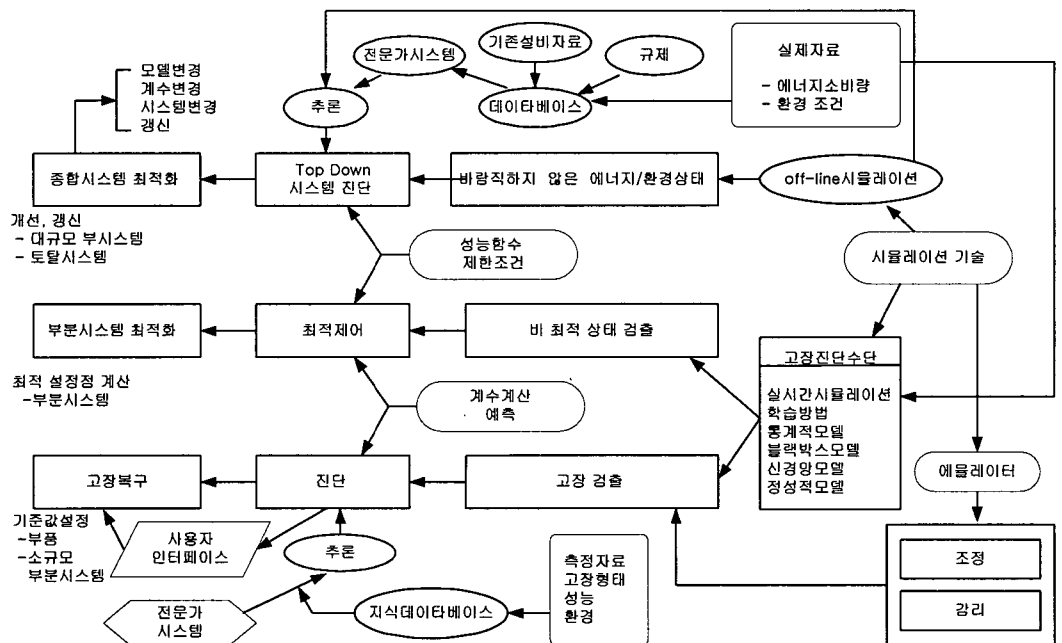 모델변경
계수변경
시스템변경
갱신
전문가시스템
기존설비자료
규제
추론
데이타베이스
실제자료
- 에너지소비량
- 환경 조건
종합시스템 최적화
Top Down
시스템 진단
바람직하지 않은 에너지/환경상태
off-line시뮬레이션
개선, 갱신
- 대규모 부시스템
- 토탈시스템
성능함수
제한조건
시뮬레이션 기술
부분시스템 최적화
최적제어
비 최적 상태 검출
고장진단수단
실시간시뮬레이션
학습방법
통계적모델
블랙박스모델
신경망모델
정성적모델
최적 설정점 계산
-부분시스템
계수계산
예측
고장복구
진단
고장 검출
에뮬레이터
기준값설정
-부품
-소규모
부분시스템
사용자
인터페이스
추론
측정자료
고장형태
성능
환경
조정
감리
전문가
시스템
지식데이타베이스